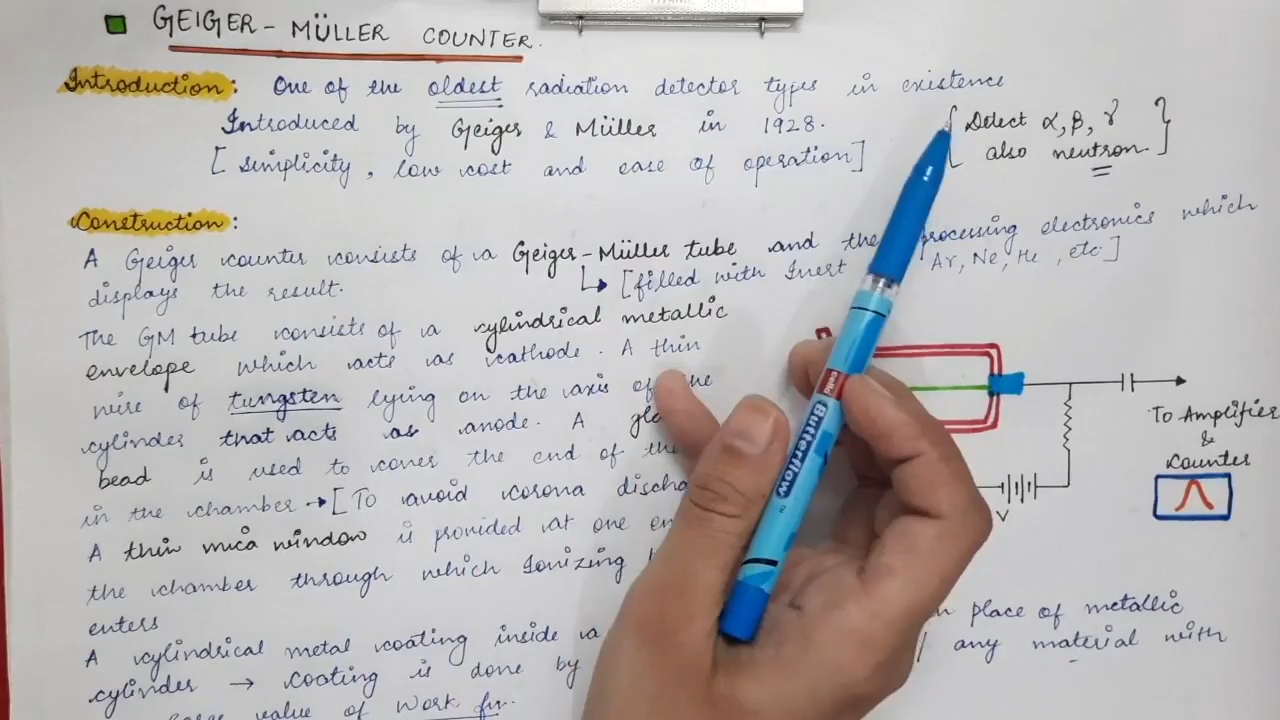 GEIGER - MÜLLER COUNTER.
Introduction: One of the oldest radiation detector types in existence
Introduced by Geiger & Müller in 1928.
[ simplicity, low cost and ease of operation ]
Detect α, β, γ
also neutron
Construction:
A Geiger counter consists of a Geiger-Müller tube and the processing electronics which
displays the result.
[filled with Inert Ar, Ne, He, etc ]
The GM tube consists of a cylindrical metallic
envelope which acts as cathode. A thin
wire of tungsten lying on the axis of
cylinder that acts as anode. A
bead is used to cover the end of the
in the chamber → [To avoid corona
A thin mica window is provided at one
the chamber through which Ionizing
enters
A cylindrical metal coating inside a
cylinder → coating is done by
large value of work fn.
in place of metallic
any material with
To Amplifier
&
Counter
V
cello
Butterflow